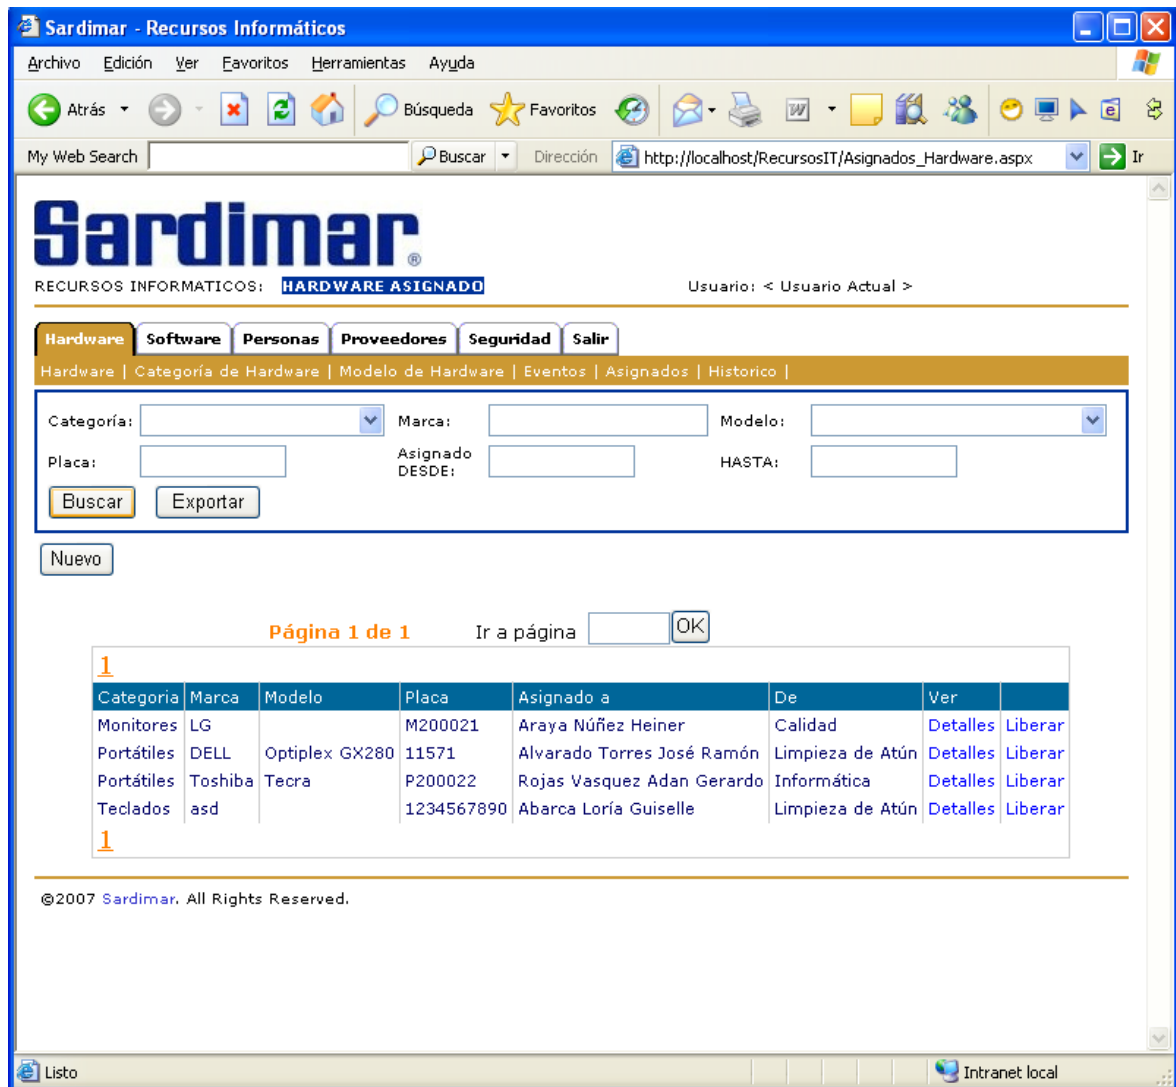 Sardimar - Recursos Informáticos
Archivo Edición Ver Favoritos Herramientas Ayuda
Atrás Búsqueda Favoritos
My Web Search Buscar Dirección http://localhost/RecursosIT/Asignados_Hardware.aspx Ir
Sardimar®
RECURSOS INFORMATICOS: HARDWARE ASIGNADO Usuario: < Usuario Actual >
Hardware Software Personas Proveedores Seguridad Salir
Hardware | Categoría de Hardware | Modelo de Hardware | Eventos | Asignados | Historico |
Categoría: Marca: Modelo:
Placa: Asignado DESDE: HASTA:
Buscar Exportar
Nuevo
Página 1 de 1 Ir a página OK
1
Categoria Marca Modelo Placa Asignado a De Ver
Monitores LG M200021 Araya Núñez Heiner Calidad Detalles Liberar
Portátiles DELL Optiplex GX280 11571 Alvarado Torres José Ramón Limpieza de Atún Detalles Liberar
Portátiles Toshiba Tecra P200022 Rojas Vasquez Adan Gerardo Informática Detalles Liberar
Teclados asd 1234567890 Abarca Loría Guiselle Limpieza de Atún Detalles Liberar
1
©2007 Sardimar. All Rights Reserved.
Listo Intranet local